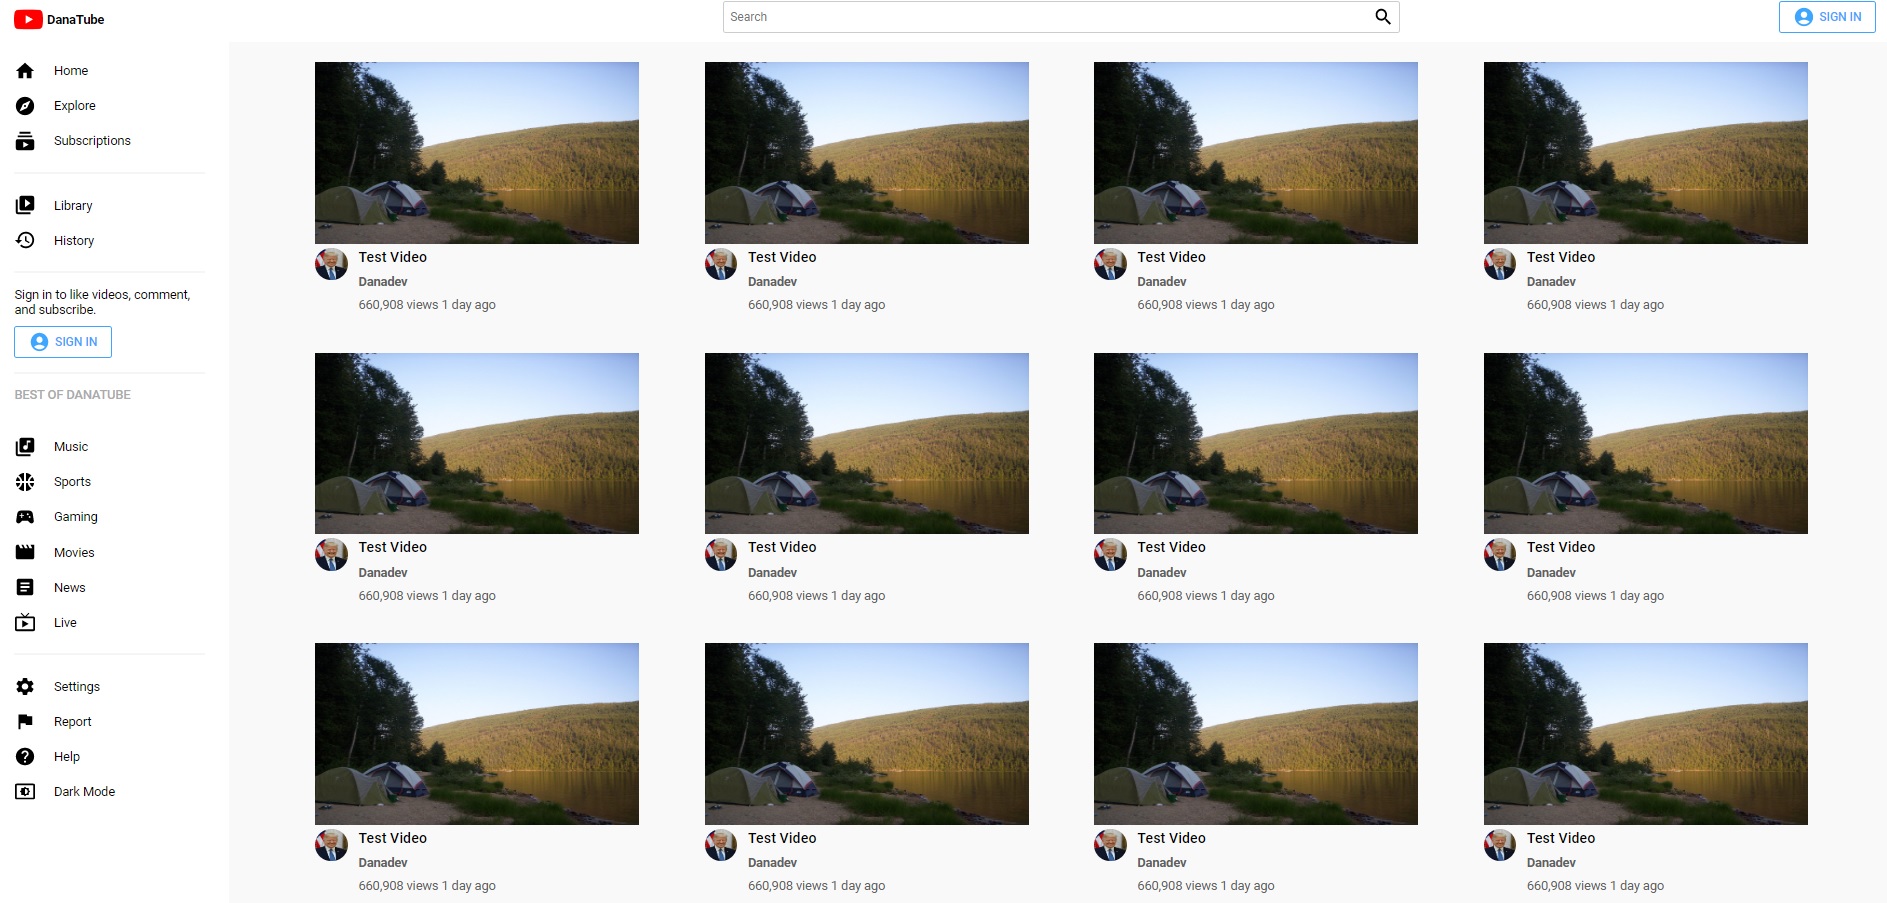 DanaTube
Search
SIGN IN
Home
Explore
Subscriptions
Library
History
Sign in to like videos, comment,
and subscribe.
SIGN IN
BEST OF DANATUBE
Music
Sports
Gaming
Movies
News
Live
Settings
Report
Help
Dark Mode
Test Video
Danadev
660,908 views 1 day ago
Test Video
Danadev
660,908 views 1 day ago
Test Video
Danadev
660,908 views 1 day ago
Test Video
Danadev
660,908 views 1 day ago
Test Video
Danadev
660,908 views 1 day ago
Test Video
Danadev
660,908 views 1 day ago
Test Video
Danadev
660,908 views 1 day ago
Test Video
Danadev
660,908 views 1 day ago
Test Video
Danadev
660,908 views 1 day ago
Test Video
Danadev
660,908 views 1 day ago
Test Video
Danadev
660,908 views 1 day ago
Test Video
Danadev
660,908 views 1 day ago